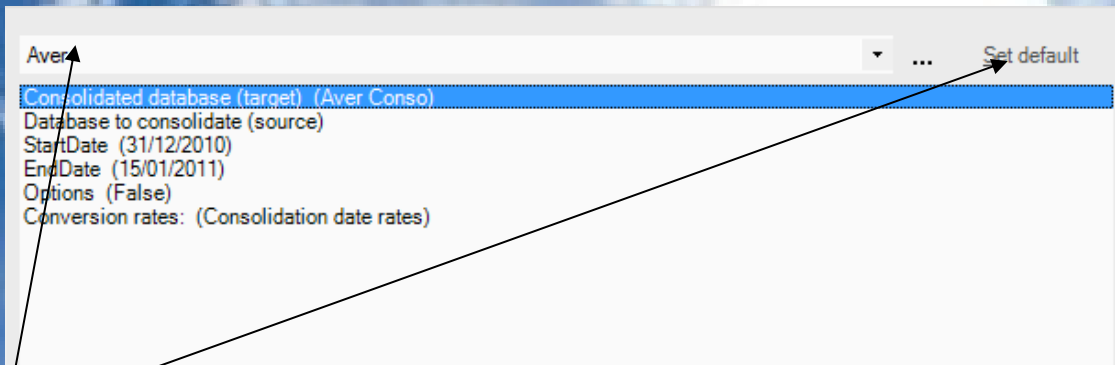 Aver ... Set default
Consolidated database (target) (Aver Conso)
Database to consolidate (source)
StartDate (31/12/2010)
EndDate (15/01/2011)
Options (False)
Conversion rates: (Consolidation date rates)